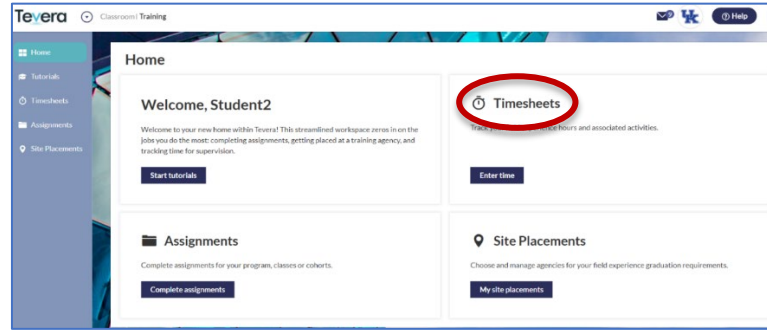 Tevera
Classroom | Training
UK
Help
Home
Tutorials
Timesheets
Assignments
Site Placements
Home
Welcome, Student2
Welcome to your new home within Tevera! This streamlined workspace zeros in on the
jobs you do the most: completing assignments, getting placed at a training agency, and
tracking time for supervision.
Start tutorials
Timesheets
Track hours and associated activities.
Enter time
Assignments
Complete assignments for your program, classes or cohorts.
Complete assignments
Site Placements
Choose and manage agencies for your field experience graduation requirements.
My site placements